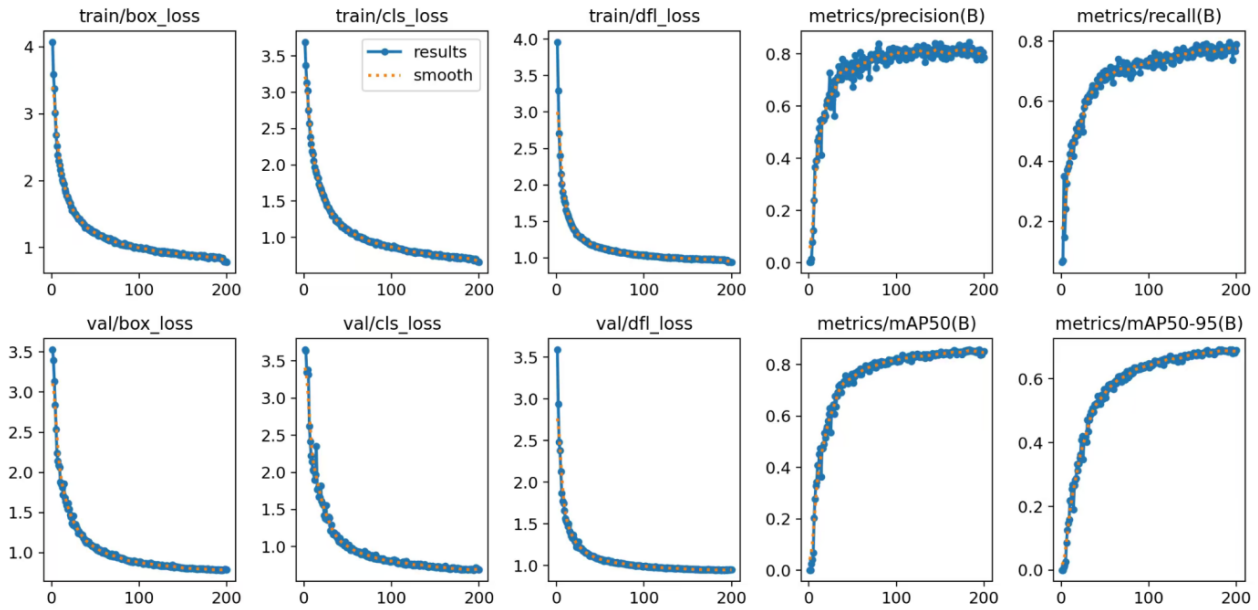 train/box_loss
train/cls_loss
train/dfl_loss
metrics/precision(B)
metrics/recall(B)
4
3
2
1
0 100 200
3.5
3.0
2.5
2.0
1.5
1.0
results
smooth
0 100 200
4.0
3.5
3.0
2.5
2.0
1.5
1.0
0 100 200
0.8
0.6
0.4
0.2
0.0
0 100 200
0.8
0.6
0.4
0.2
0 100 200
val/box_loss
val/cls_loss
val/dfl_loss
metrics/mAP50(B)
metrics/mAP50-95(B)
3.5
3.0
2.5
2.0
1.5
1.0
0 100 200
3.5
3.0
2.5
2.0
1.5
1.0
0 100 200
3.5
3.0
2.5
2.0
1.5
1.0
0 100 200
0.8
0.6
0.4
0.2
0.0
0 100 200
0.6
0.4
0.2
0.0
0 100 200